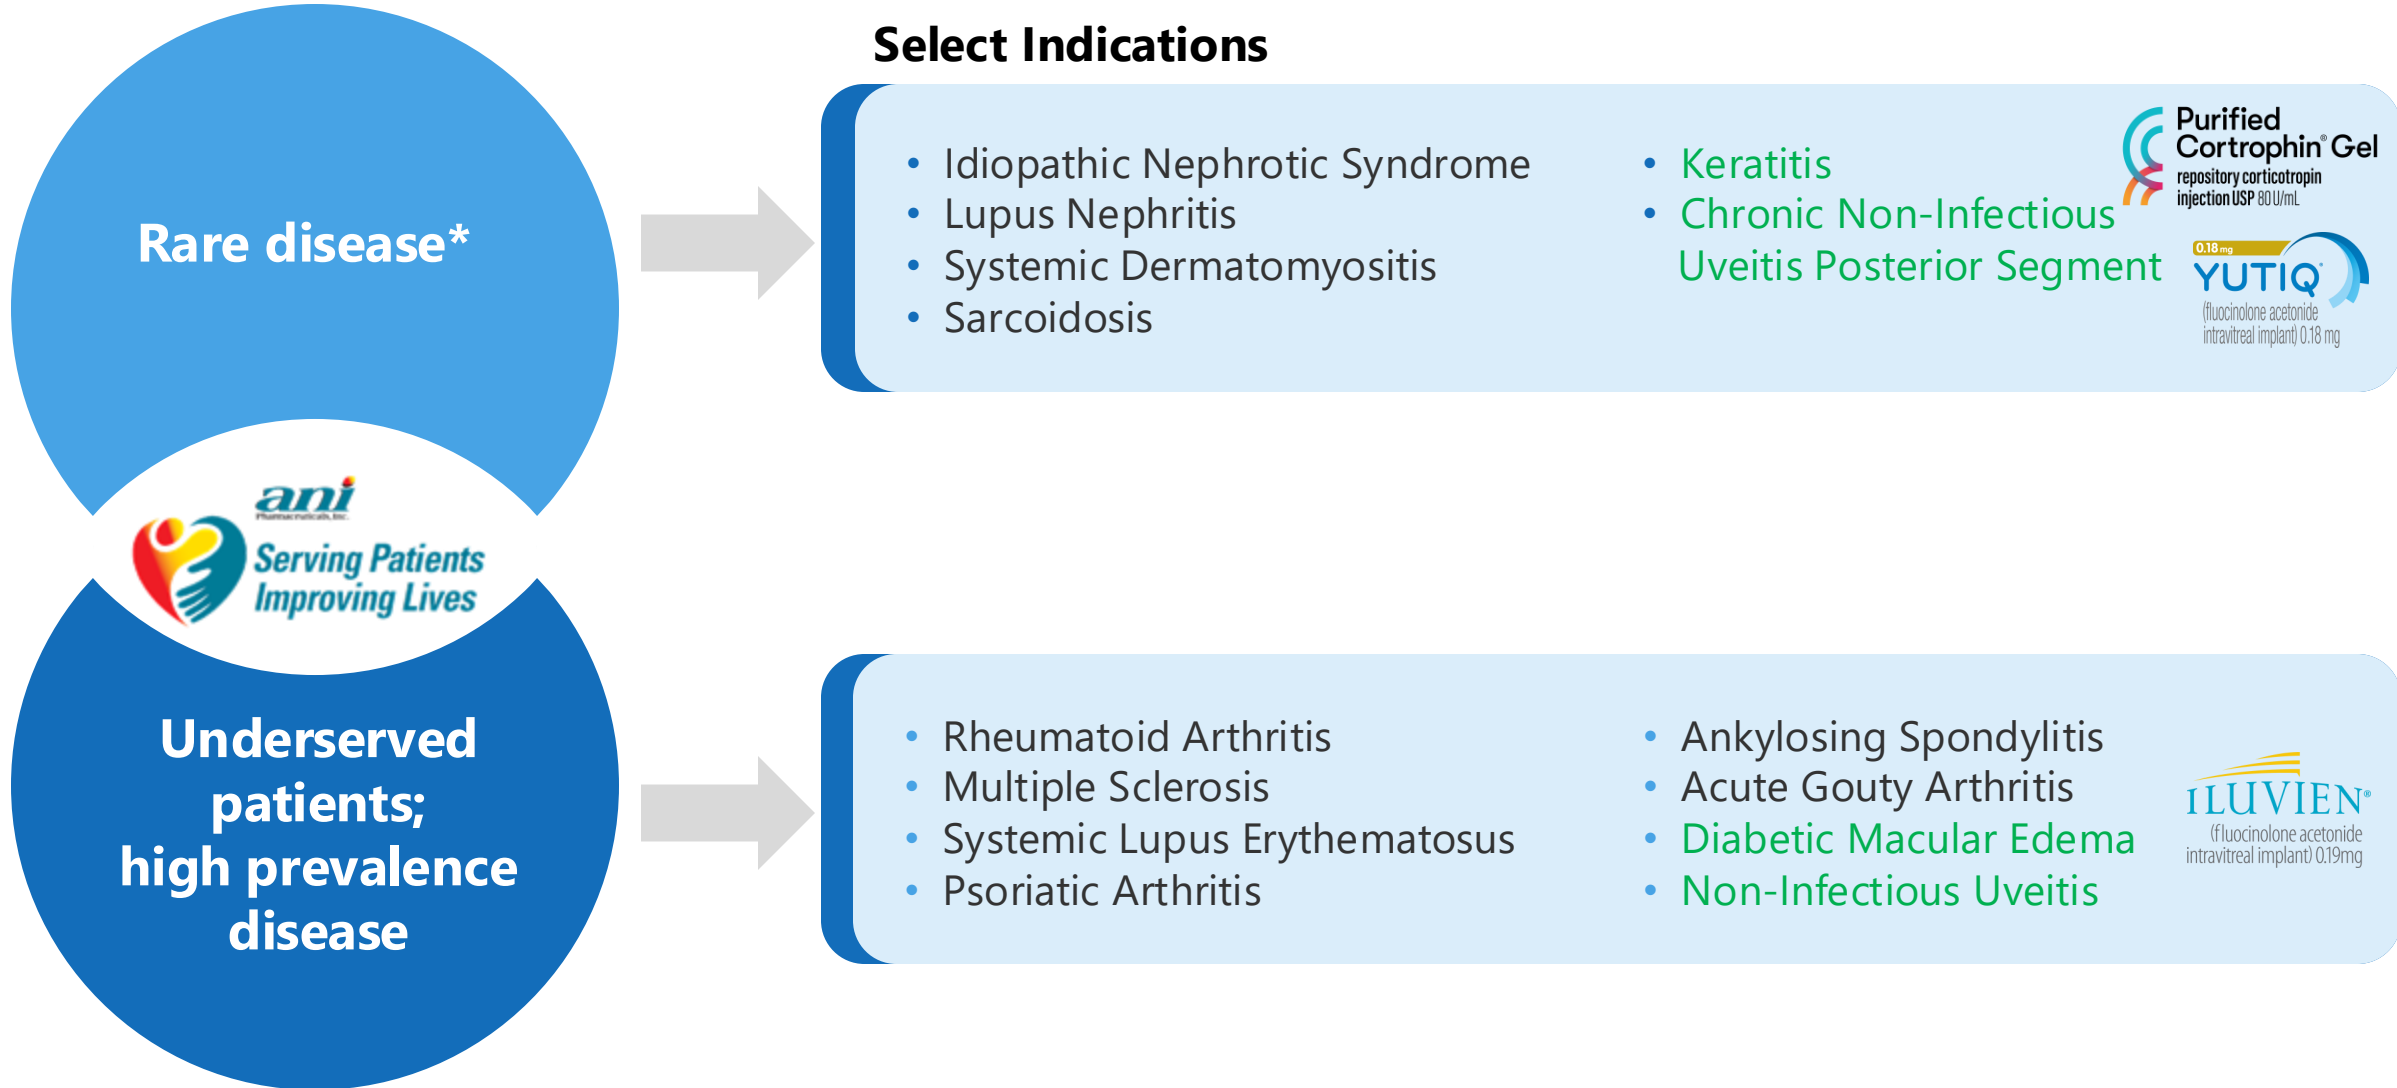 Select Indications
Rare disease*
• Idiopathic Nephrotic Syndrome
• Lupus Nephritis
• Systemic Dermatomyositis
• Sarcoidosis
• Keratitis
• Chronic Non-Infectious
Uveitis Posterior Segment
Purified
Cortrophin® Gel
repository corticotropin
injection USP 80 U/mL
0.18 mg
YUTIQ®
(fluocinolone acetonide
intravitreal implant) 0.18 mg
ani
Pharmaceuticals, Inc.
Serving Patients
Improving Lives
Underserved
patients;
high prevalence
disease
• Rheumatoid Arthritis
• Multiple Sclerosis
• Systemic Lupus Erythematosus
• Psoriatic Arthritis
• Ankylosing Spondylitis
• Acute Gouty Arthritis
• Diabetic Macular Edema
• Non-Infectious Uveitis
ILUVIEN®
(fluocinolone acetonide
intravitreal implant) 0.19mg